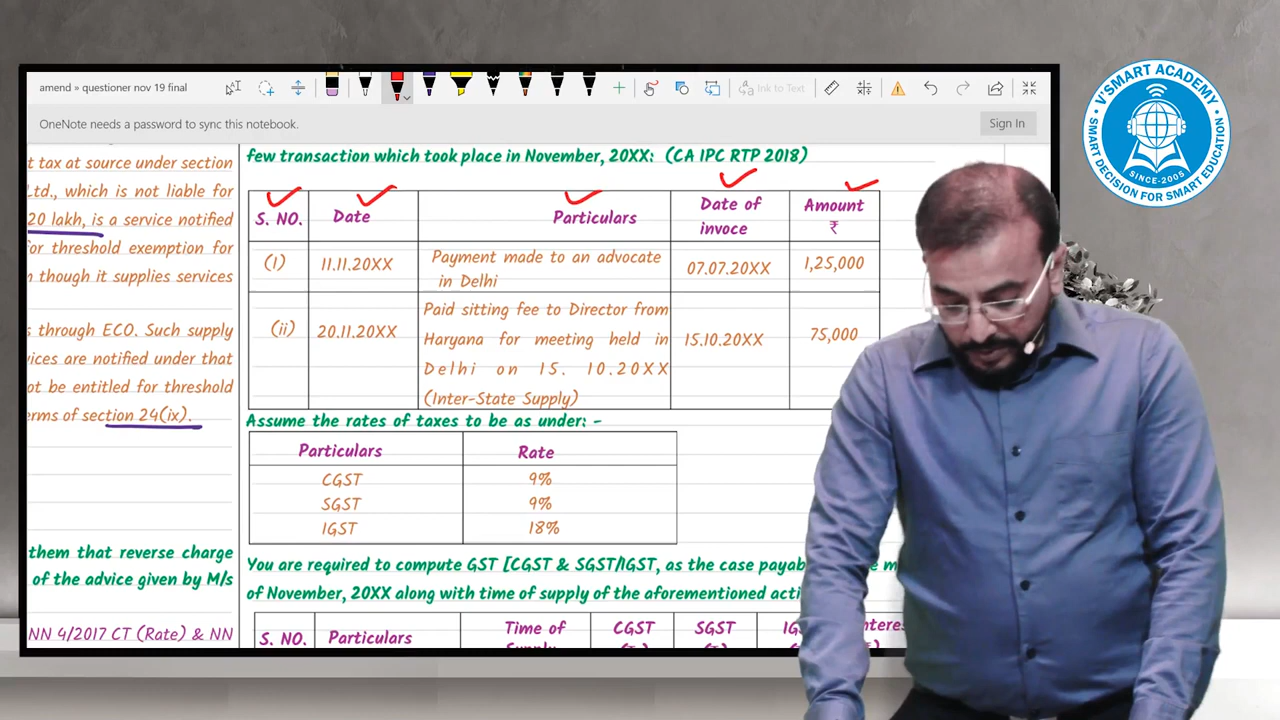 amend » questioner nov 19 final
Ink to Text
OneNote needs a password to sync this notebook.
Sign In
t tax at source under section
Ltd., which is not liable for
20 lakh, is a service notified
or threshold exemption for
though it supplies services
through ECO. Such supply
vices are notified under that
ot be entitled for threshold
erms of section 24(ix).
them that reverse charge
of the advice given by M/s
NN 4/2017 CT (Rate) & NN
few transaction which took place in November, 20XX: (CA IPC RTP 2018)
S. NO. Date Particulars Date of invoce Amount ₹
(i) 11.11.20XX Payment made to an advocate in Delhi 07.07.20XX 1,25,000
(ii) 20.11.20XX Paid sitting fee to Director from Haryana for meeting held in Delhi on 15. 10.20XX (Inter-State Supply) 15.10.20XX 75,000
Assume the rates of taxes to be as under: -
Particulars Rate
CGST 9%
SGST 9%
IGST 18%
You are required to compute GST [CGST & SGST/IGST, as the case payab
of November, 20XX along with time of supply of the aforementioned acti
S. NO. Particulars Time of CGST SGST
V'SMART ACADEMY
SINCE-2005
SMART DECISION FOR SMART EDUCATION